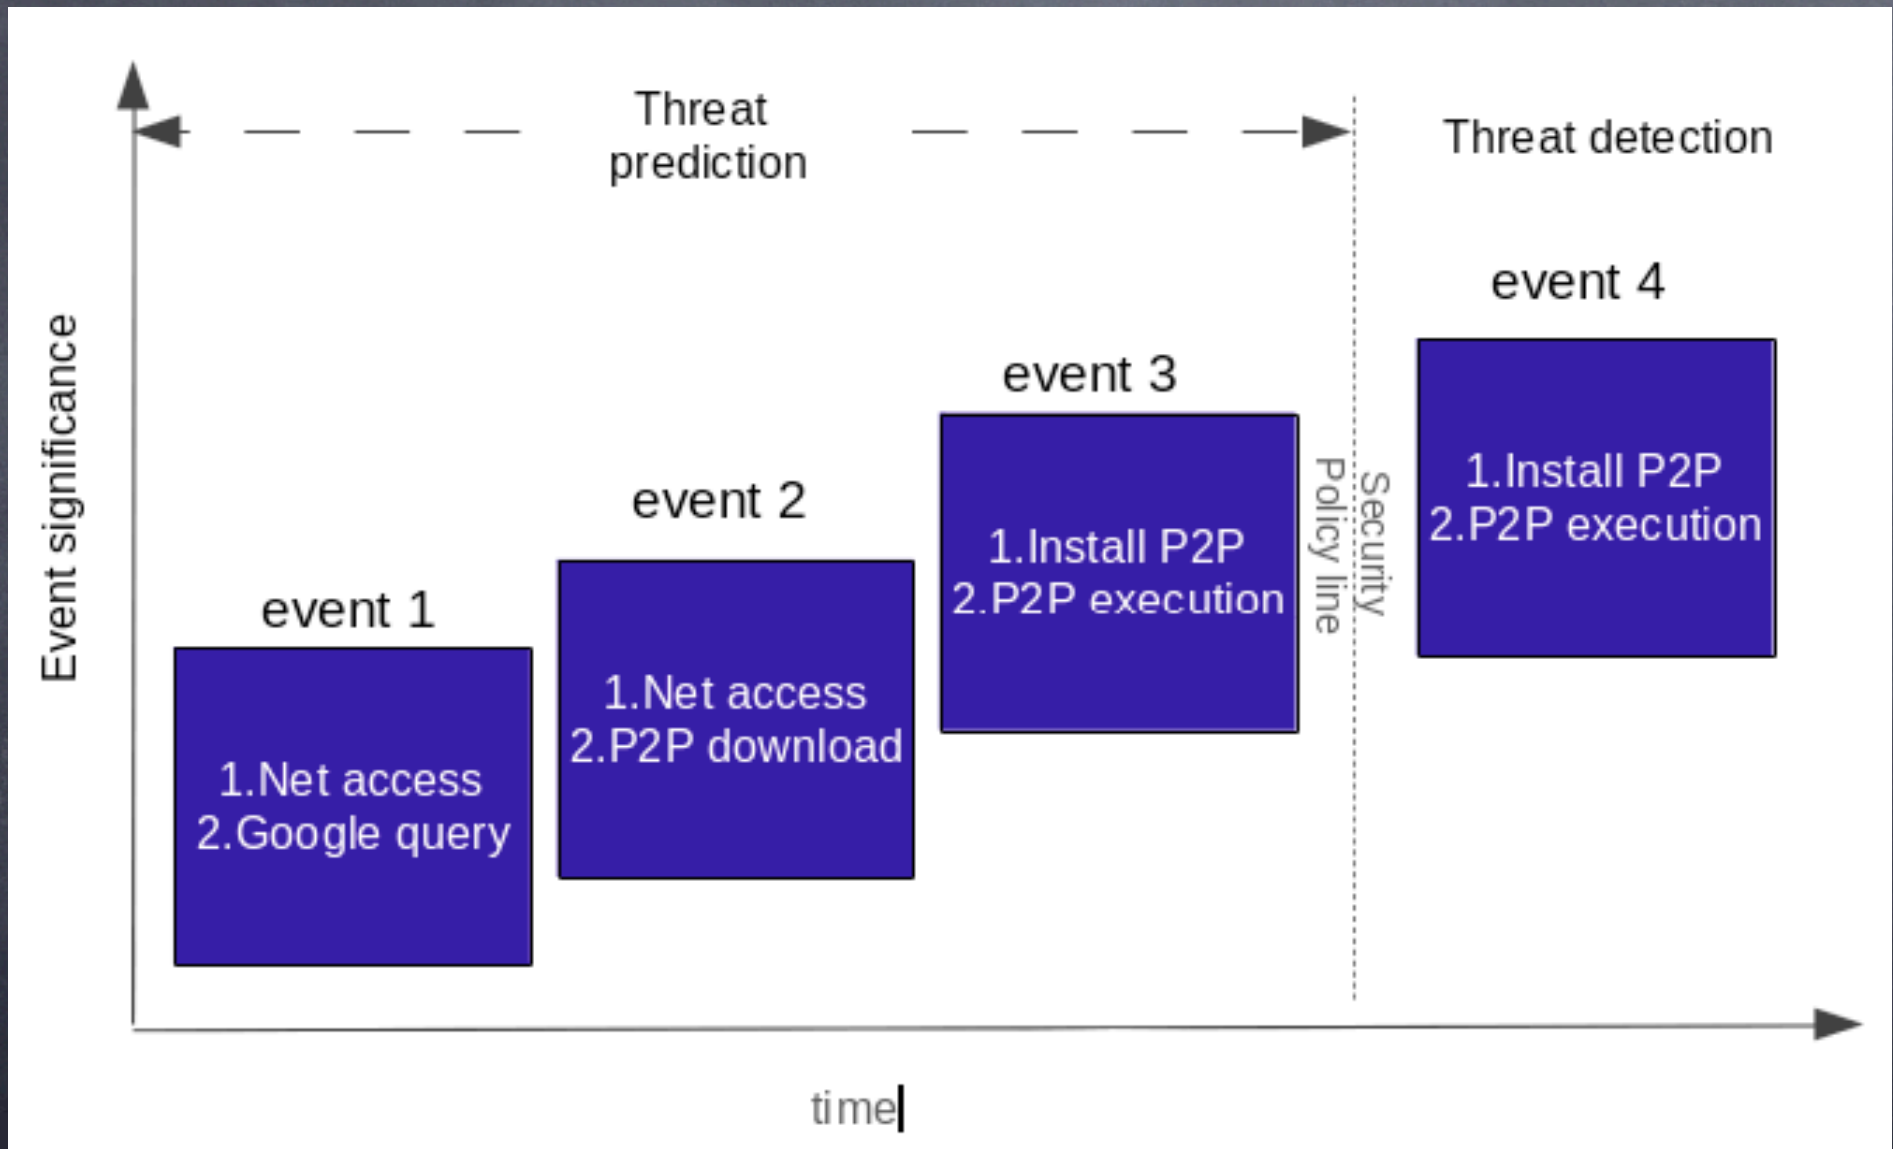 Threat
prediction
Threat detection
event 4
1.Install P2P
2.P2P execution
event 3
1.Install P2P
2.P2P execution
Security
Policy line
event 2
1.Net access
2.P2P download
event 1
1.Net access
2.Google query
Event significance
time